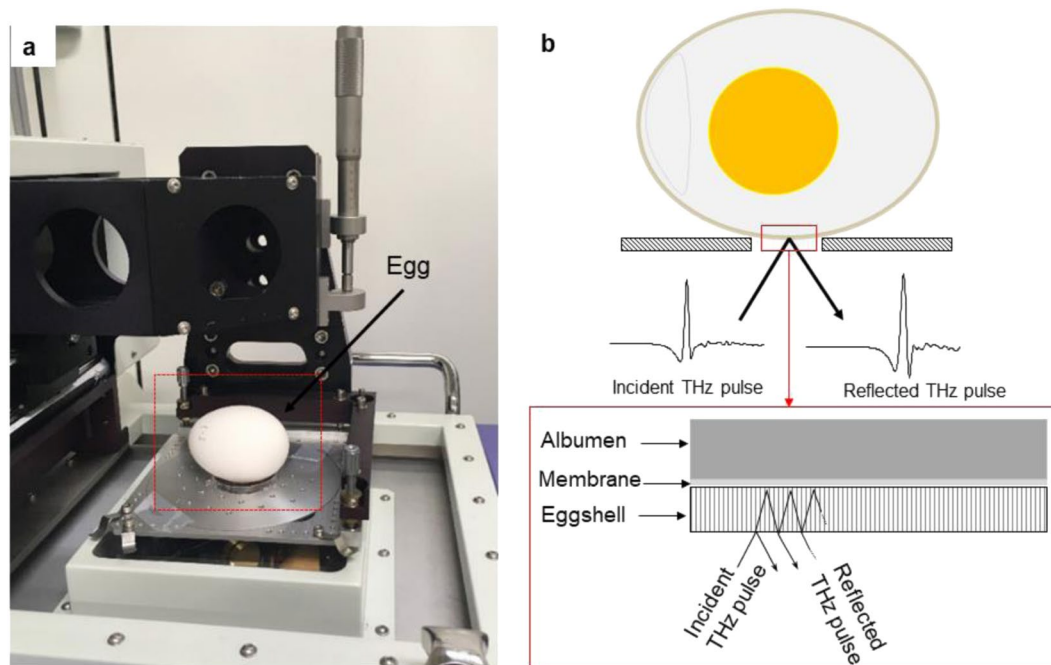 a
Egg
b
Incident THz pulse
Reflected THz pulse
Albumen
Membrane
Eggshell
Incident
THz pulse
Reflected
THz pulse